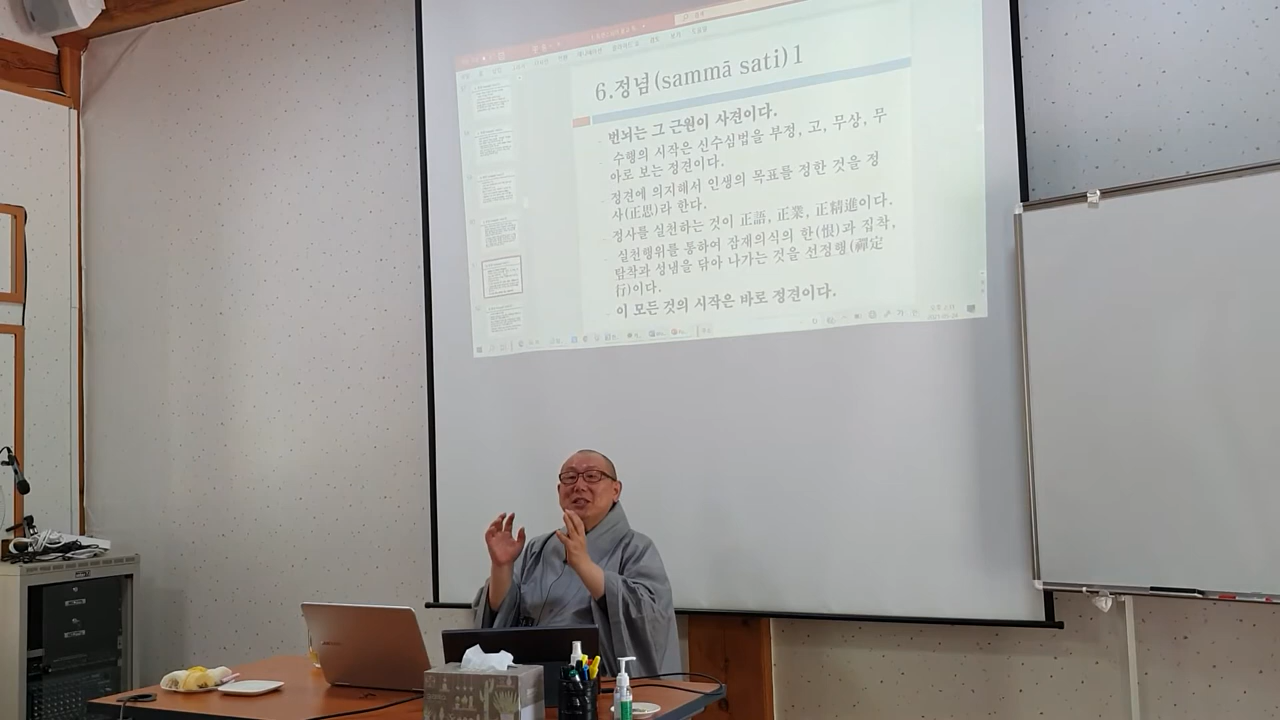 6.정념(sammā sati)1
번뇌는 그 근원이 사견이다.
수행의 시작은 신수심법을 부정, 고, 무상, 무
아로 보는 정견이다.
정견에 의지해서 인생의 목표를 정한 것을 정
사(正思)라 한다.
정사를 실천하는 것이 正語, 正業, 正精進이다.
실천행위를 통하여 잠재의식의 한(恨)과 집착,
탐착과 성냄을 닦아 나가는 것을 선정행(禪定
行)이다.
이 모든 것의 시작은 바로 정견이다.